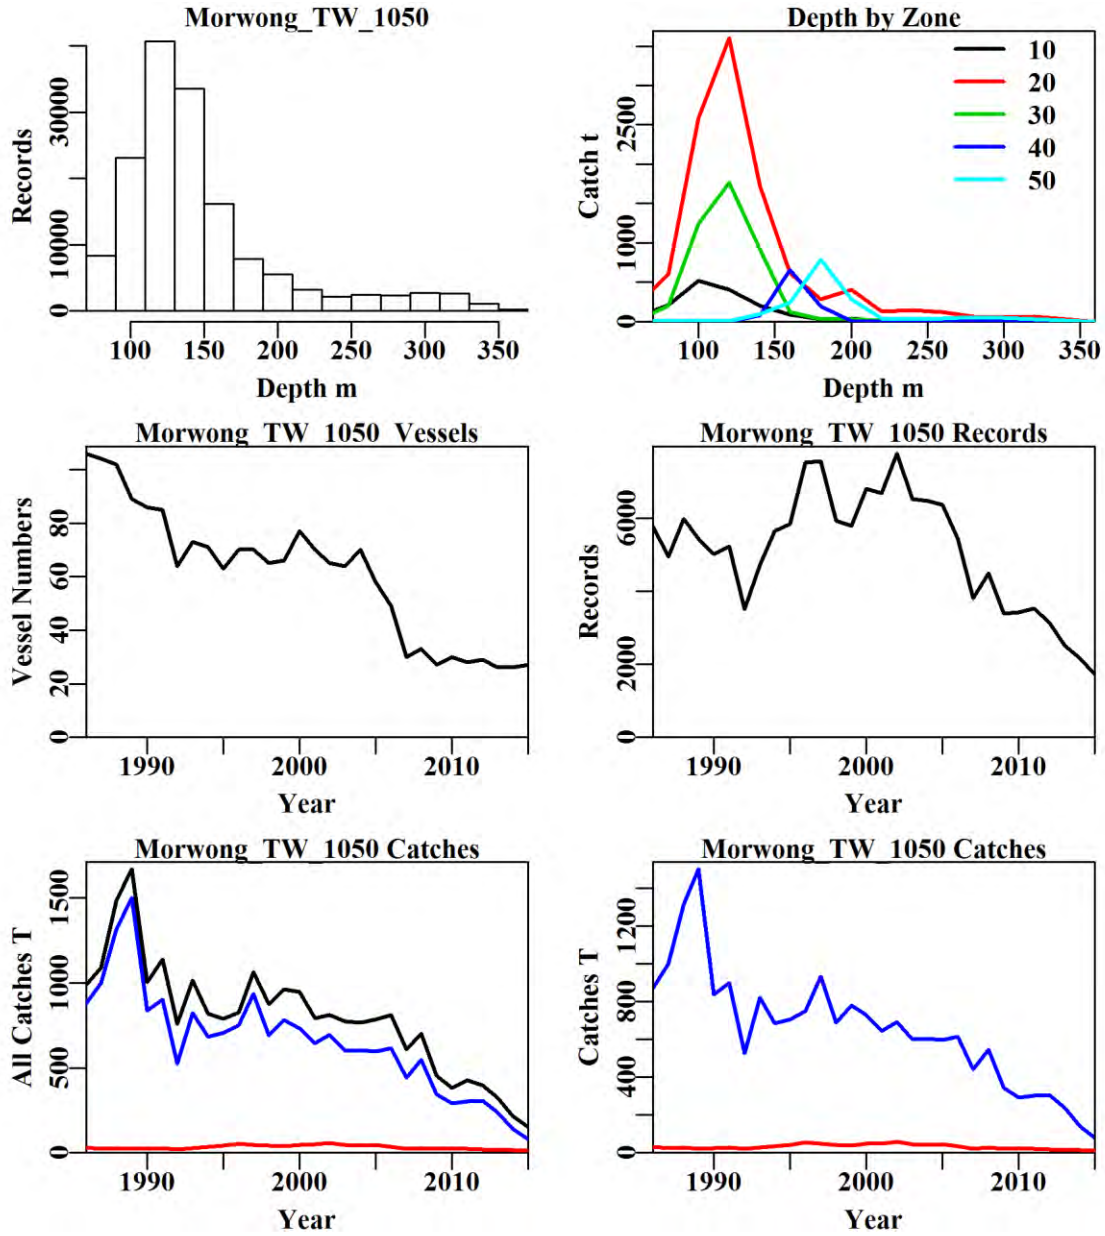 Morwong_TW_1050
Records
0 10000 30000
100 150 200 250 300 350
Depth m
Depth by Zone
Catch t
0 1000 2500
10
20
30
40
50
100 150 200 250 300 350
Depth m
Morwong_TW_1050_Vessels
Vessel Numbers
0 20 40 60 80
1990 2000 2010
Year
Morwong_TW_1050 Records
Records
0 2000 6000
1990 2000 2010
Year
Morwong_TW_1050 Catches
All Catches T
0 500 1000 1500
1990 2000 2010
Year
Morwong_TW_1050 Catches
Catches T
0 400 800 1200
1990 2000 2010
Year